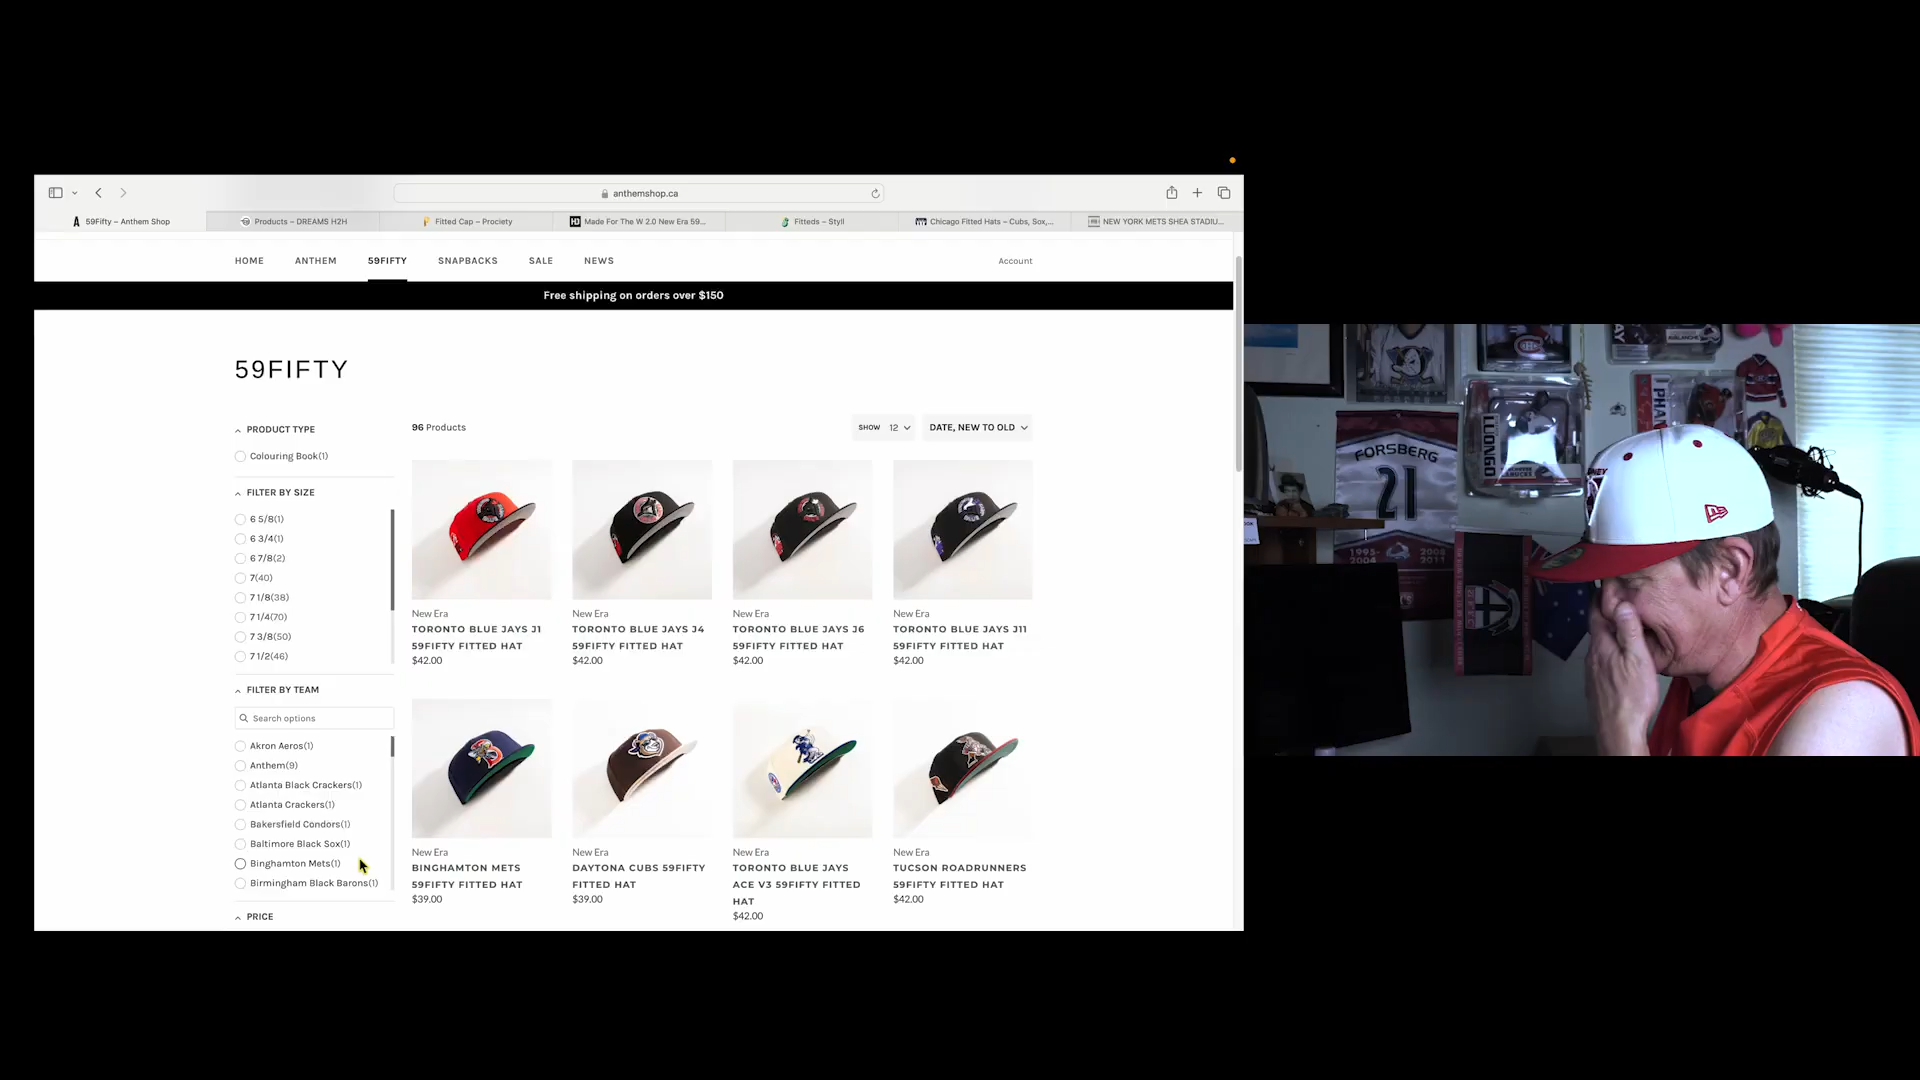 anthemshop.ca
59Fifty – Anthem Shop
Products – DREAMS H2H
Fitted Cap – Prociety
Made For The W 2.0 New Era 59...
Fitteds – Styll
Chicago Fitted Hats – Cubs, Sox,...
NEW YORK METS SHEA STADIU...
HOME
ANTHEM
59FIFTY
SNAPBACKS
SALE
NEWS
Account
Free shipping on orders over $150
59FIFTY
PRODUCT TYPE
Colouring Book(1)
FILTER BY SIZE
6 5/8(1)
6 3/4(1)
6 7/8(2)
7(40)
7 1/8(38)
7 1/4(70)
7 3/8(50)
7 1/2(46)
FILTER BY TEAM
Search options
Akron Aeros(1)
Anthem(9)
Atlanta Black Crackers(1)
Atlanta Crackers(1)
Bakersfield Condors(1)
Baltimore Black Sox(1)
Binghamton Mets(1)
Birmingham Black Barons(1)
PRICE
96 Products
SHOW 12
DATE, NEW TO OLD
New Era
TORONTO BLUE JAYS J1
59FIFTY FITTED HAT
$42.00
New Era
TORONTO BLUE JAYS J4
59FIFTY FITTED HAT
$42.00
New Era
TORONTO BLUE JAYS J6
59FIFTY FITTED HAT
$42.00
New Era
TORONTO BLUE JAYS J11
59FIFTY FITTED HAT
$42.00
New Era
BINGHAMTON METS
59FIFTY FITTED HAT
$39.00
New Era
DAYTONA CUBS 59FIFTY
FITTED HAT
$39.00
New Era
TORONTO BLUE JAYS
ACE V3 59FIFTY FITTED
HAT
$42.00
New Era
TUCSON ROADRUNNERS
59FIFTY FITTED HAT
$42.00
FORSBERG
21
1995-
2004
2008
2011
LUONGO
PHA